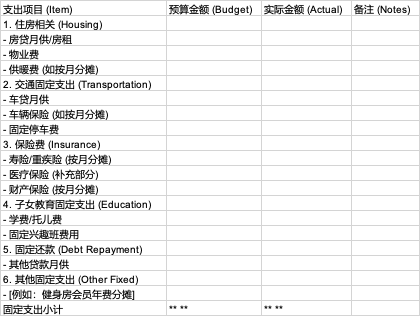 支出项目 (Item) 预算金额 (Budget) 实际金额 (Actual) 备注 (Notes)
1. 住房相关 (Housing)
- 房贷月供/房租
- 物业费
- 供暖费 (如按月分摊)
2. 交通固定支出 (Transportation)
- 车贷月供
- 车辆保险 (如按月分摊)
- 固定停车费
3. 保险费 (Insurance)
- 寿险/重疾险 (按月分摊)
- 医疗保险 (补充部分)
- 财产保险 (按月分摊)
4. 子女教育固定支出 (Education)
- 学费/托儿费
- 固定兴趣班费用
5. 固定还款 (Debt Repayment)
- 其他贷款月供
6. 其他固定支出 (Other Fixed)
- [例如：健身房会员年费分摊]
固定支出小计 ** ** ** **